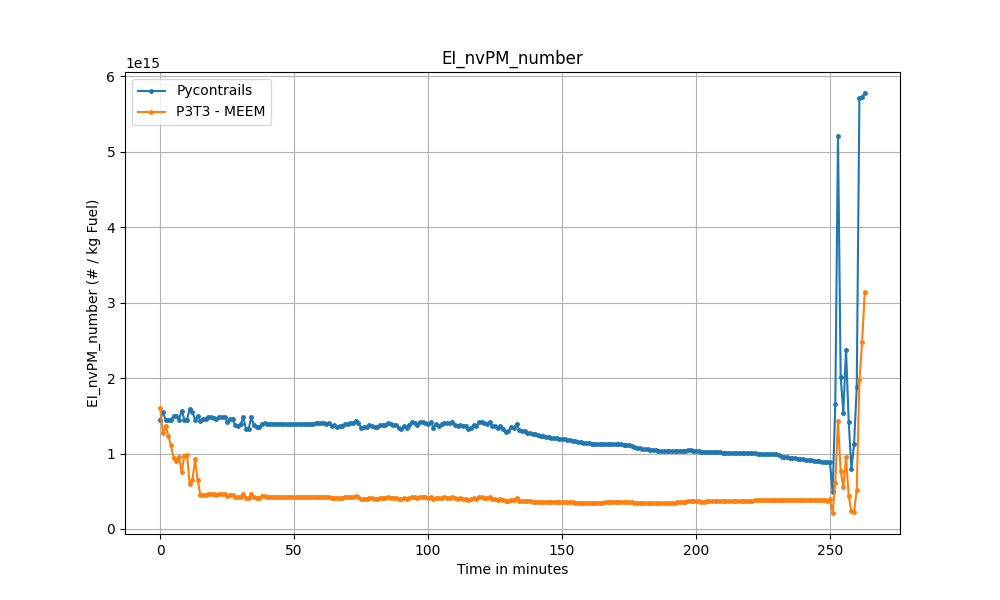 EI_nvPM_number
1e15
Pycontrails
P3T3 - MEEM
6
5
4
3
2
1
0
EI_nvPM_number (# / kg Fuel)
0 50 100 150 200 250
Time in minutes